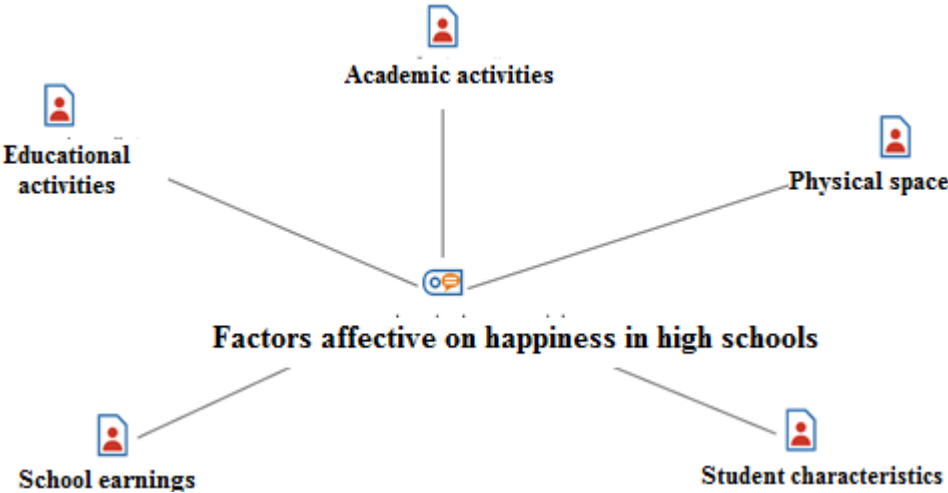 Academic activities
Educational
activities
Physical space
Factors affective on happiness in high schools
School earnings
Student characteristics